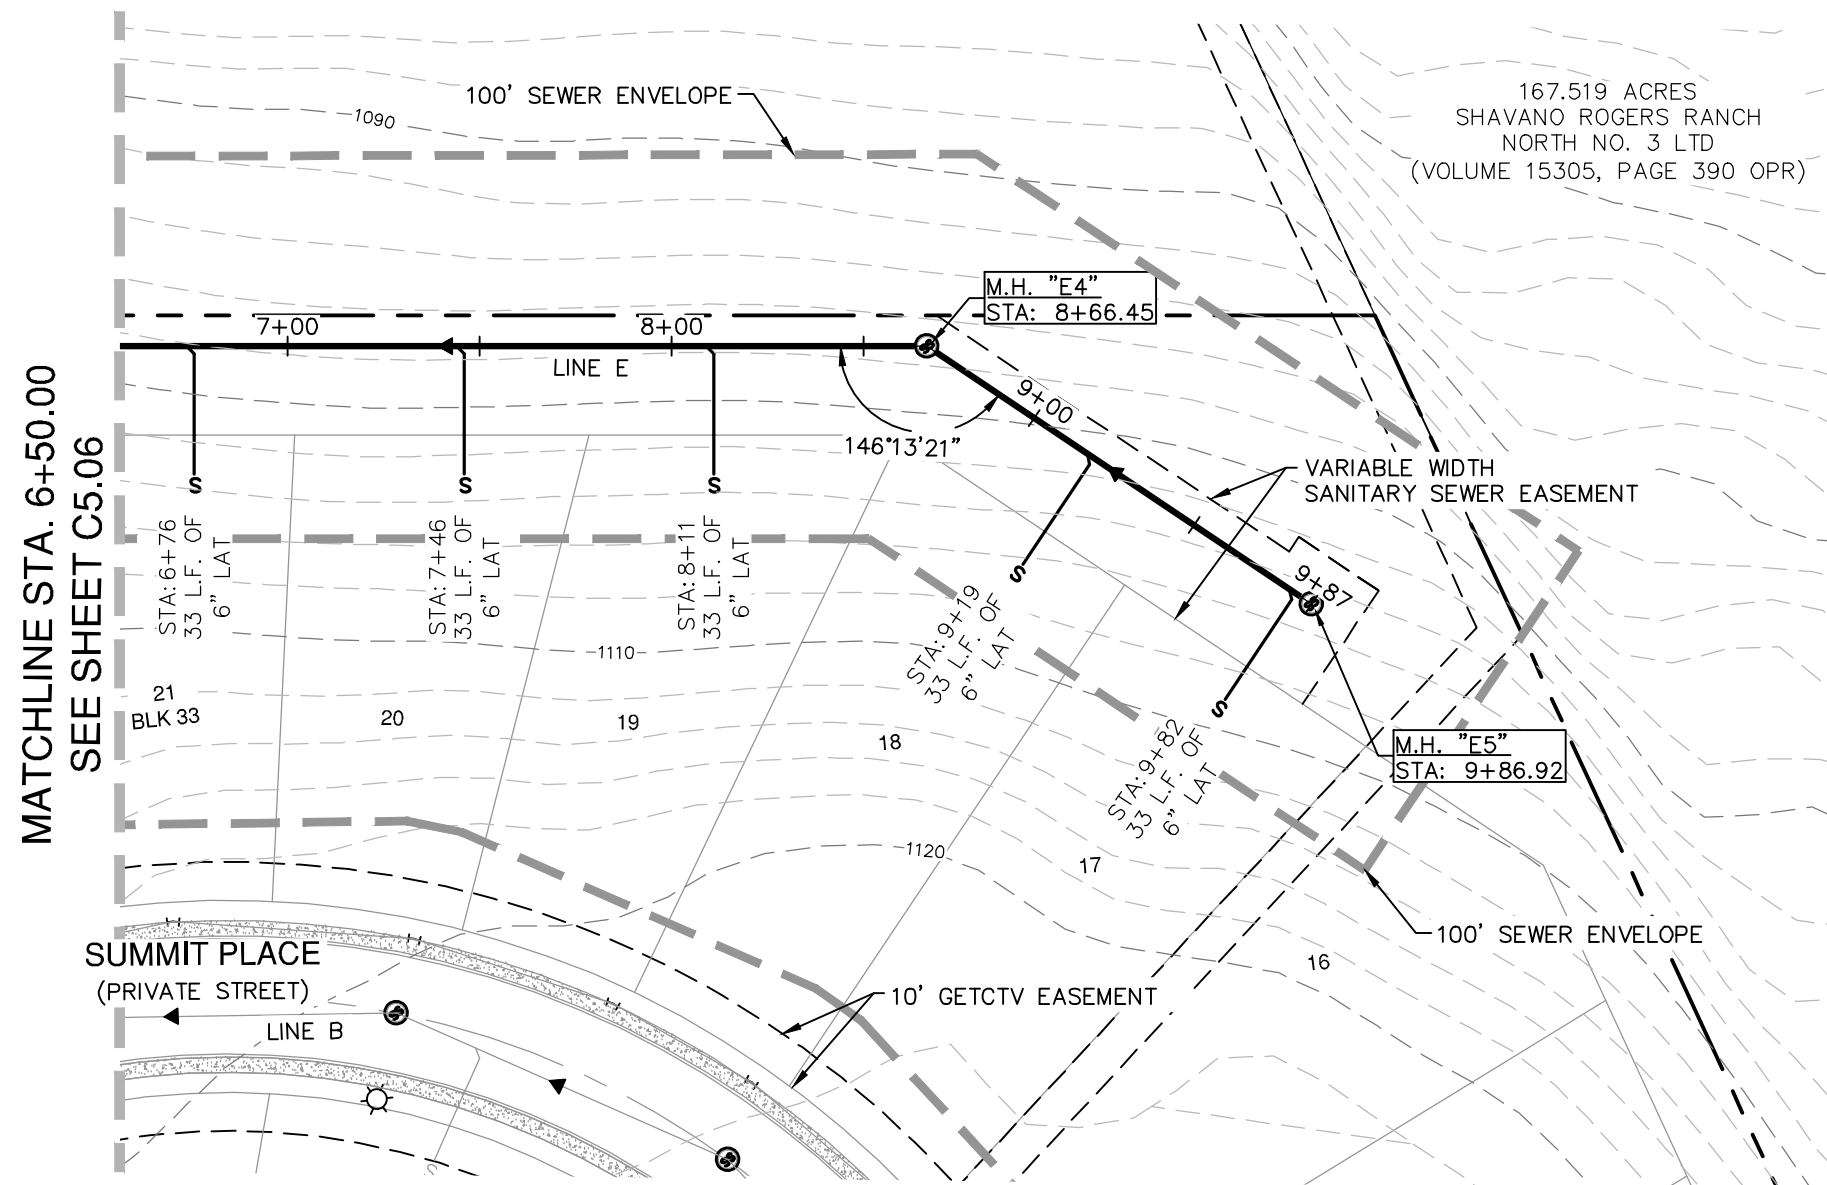 100' SEWER ENVELOPE
1090
167.519 ACRES
SHAVANO ROGERS RANCH
NORTH NO. 3 LTD
(VOLUME 15305, PAGE 390 OPR)
M.H. "E4"
STA: 8+66.45
7+00
8+00
LINE E
9+00
146°13'21"
VARIABLE WIDTH
SANITARY SEWER EASEMENT
MATCHLINE STA. 6+50.00
SEE SHEET C5.06
S
S
S
S
S
STA: 6+76
33 L.F. OF
6" LAT
STA: 7+46
33 L.F. OF
6" LAT
STA: 8+11
33 L.F. OF
6" LAT
STA: 9+19
33 L.F. OF
6" LAT
9+87
STA: 9+82
33 L.F. OF
6" LAT
1110
21
BLK 33
20
19
18
M.H. "E5"
STA: 9+86.92
1120
17
16
100' SEWER ENVELOPE
SUMMIT PLACE
(PRIVATE STREET)
LINE B
10' GETCTV EASEMENT